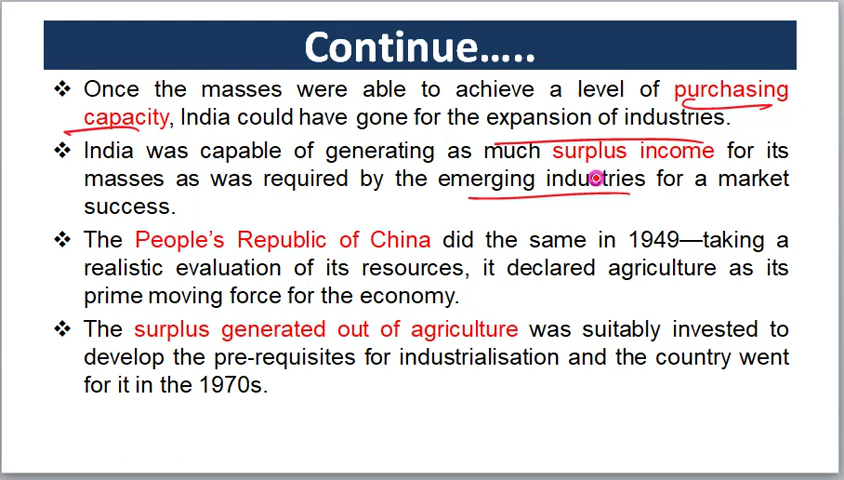 Continue…..
❖ Once the masses were able to achieve a level of purchasing
capacity, India could have gone for the expansion of industries.
❖ India was capable of generating as much surplus income for its
masses as was required by the emerging industries for a market
success.
❖ The People's Republic of China did the same in 1949—taking a
realistic evaluation of its resources, it declared agriculture as its
prime moving force for the economy.
❖ The surplus generated out of agriculture was suitably invested to
develop the pre-requisites for industrialisation and the country went
for it in the 1970s.